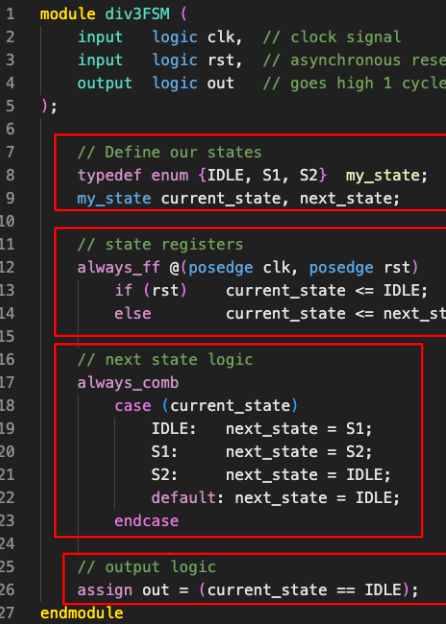 1 module div3FSM (
2 input logic clk, // clock signal
3 input logic rst, // asynchronous
4 output logic out // goes high 1 cycle
5 );
6
7 // Define our states
8 typedef enum {IDLE, S1, S2} my_state;
9 my_state current_state, next_state;
10
11 // state registers
12 always_ff @(posedge clk, posedge rst)
13 if (rst) current_state <= IDLE;
14 else current_state <=
15
16 // next state logic
17 always_comb
18 case (current_state)
19 IDLE: next_state = S1;
20 S1: next_state = S2;
21 S2: next_state = IDLE;
22 default: next_state = IDLE;
23 endcase
24
25 // output logic
26 assign out = (current_state == IDLE);
27 endmodule